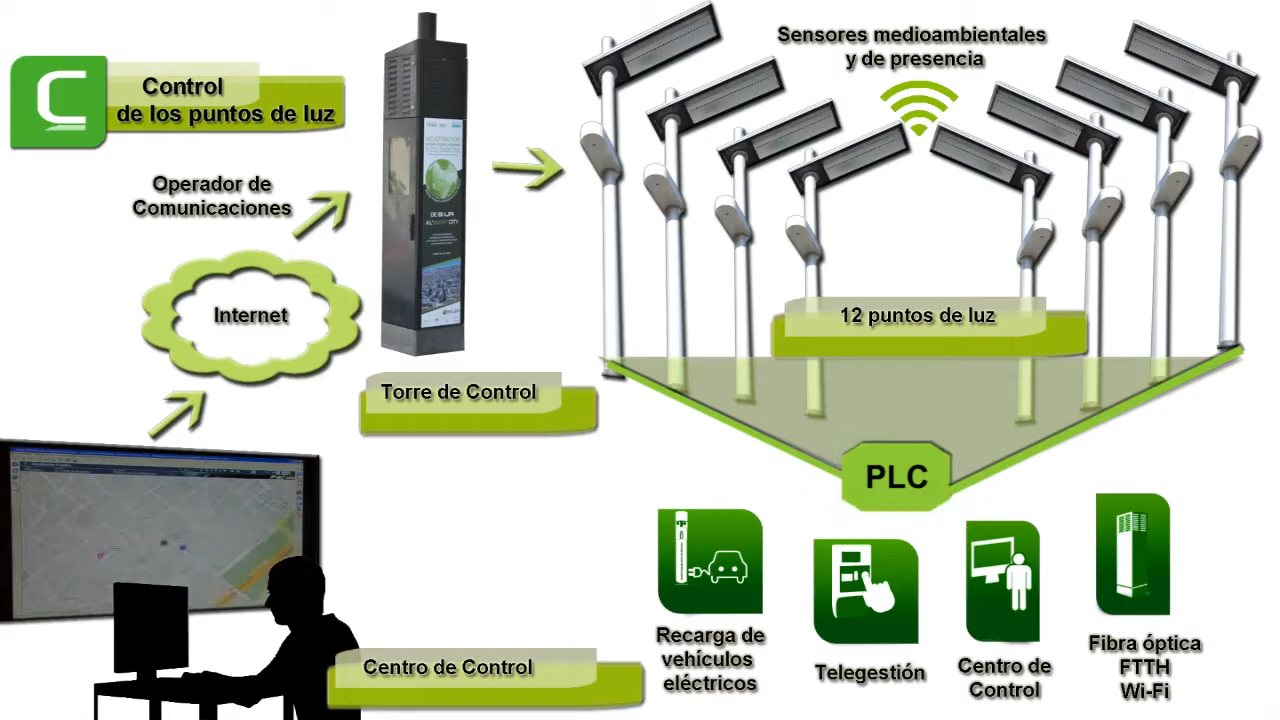 Control
de los puntos de luz
Operador de
Comunicaciones
Internet
Torre de Control
Sensores medioambientales
y de presencia
12 puntos de luz
PLC
Centro de Control
Recarga de
vehículos
eléctricos
Telegestión
Centro de
Control
Fibra óptica
FTTH
Wi-Fi